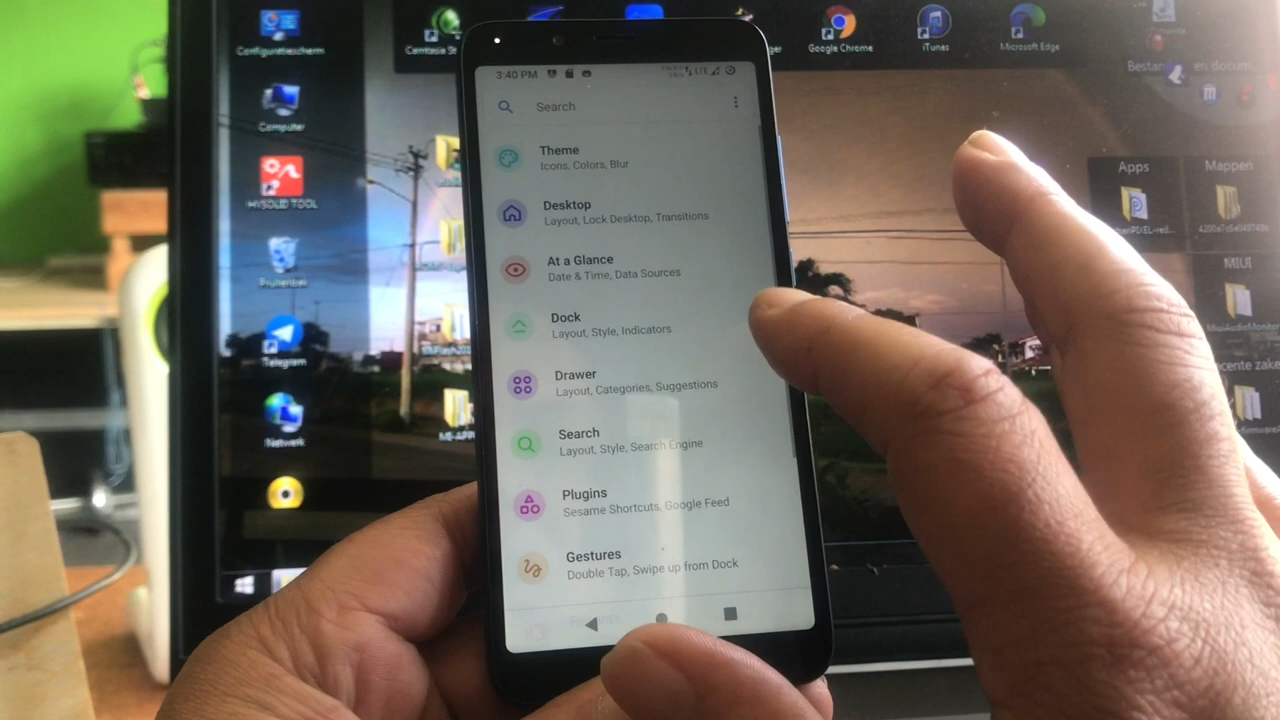 Configuratiescherm
Computer
MYSOLID TOOL
Prullenbak
Telegram
Netwerk
Google Chrome
iTunes
Microsoft Edge
Apps
Mappen
MIUI
3:40 PM
LTE
Search
Theme
Icons, Colors, Blur
Desktop
Layout, Lock Desktop, Transitions
At a Glance
Date & Time, Data Sources
Dock
Layout, Style, Indicators
Drawer
Layout, Categories, Suggestions
Search
Layout, Style, Search Engine
Plugins
Sesame Shortcuts, Google Feed
Gestures
Double Tap, Swipe up from Dock